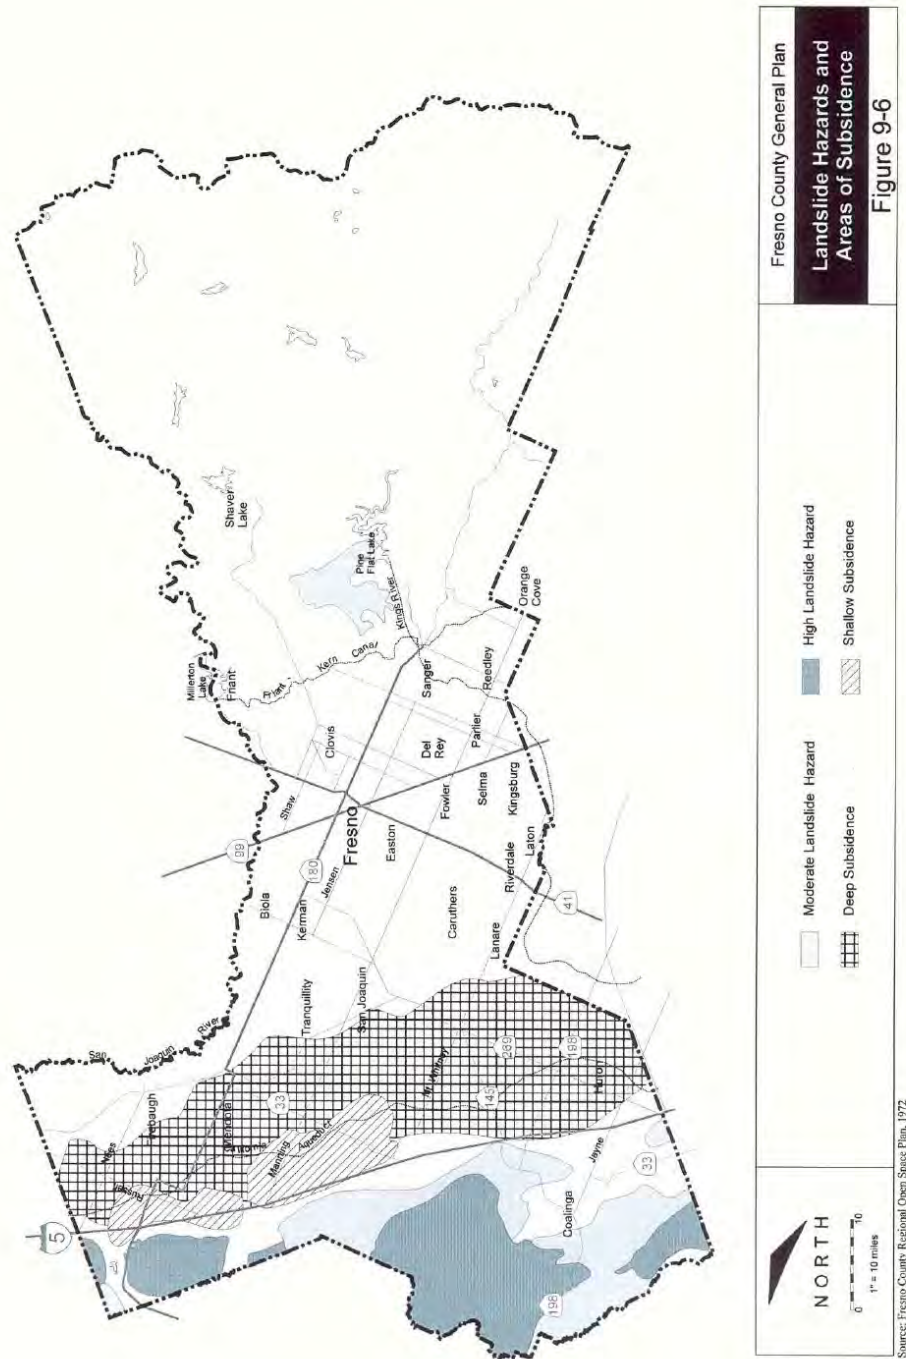 Fresno County General Plan
Landslide Hazards and
Areas of Subsidence
Figure 9-6
Moderate Landslide Hazard
High Landslide Hazard
Deep Subsidence
Shallow Subsidence
NORTH
0 10
1" = 10 miles
Source: Fresno County Regional Open Space Plan, 1972
5
San
Joaquin
River
Nees
Russell
Mendota
33
Manning
Aqueduct
Tranquillity
San Joaquin
Mt. Whitney
145
269
198
Huron
Jayne
33
Coalinga
198
Biola
Kerman
180
Jensen
99
Shaw
Fresno
Easton
Caruthers
Lanare
Riverdale
Laton
41
Clovis
Fowler
Selma
Kingsburg
Del
Rey
Parlier
Sanger
Reedley
Orange
Cove
Millerton
Lake
Friant
Friant
Kern
Canal
Kings River
Pine
Flat Lake
Shaver
Lake